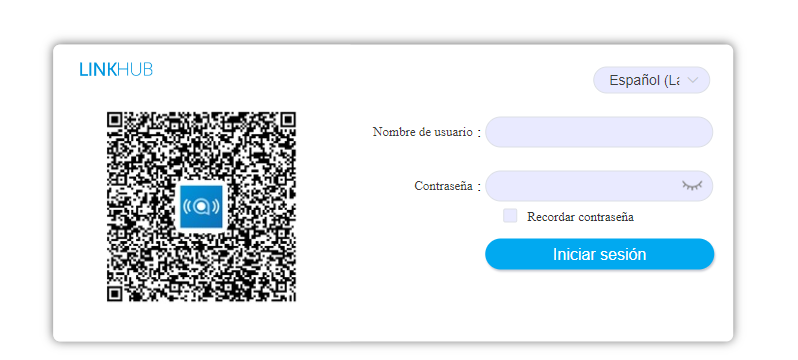 LINKHUB
Español (La
Nombre de usuario :
Contraseña :
Recordar contraseña
Iniciar sesión